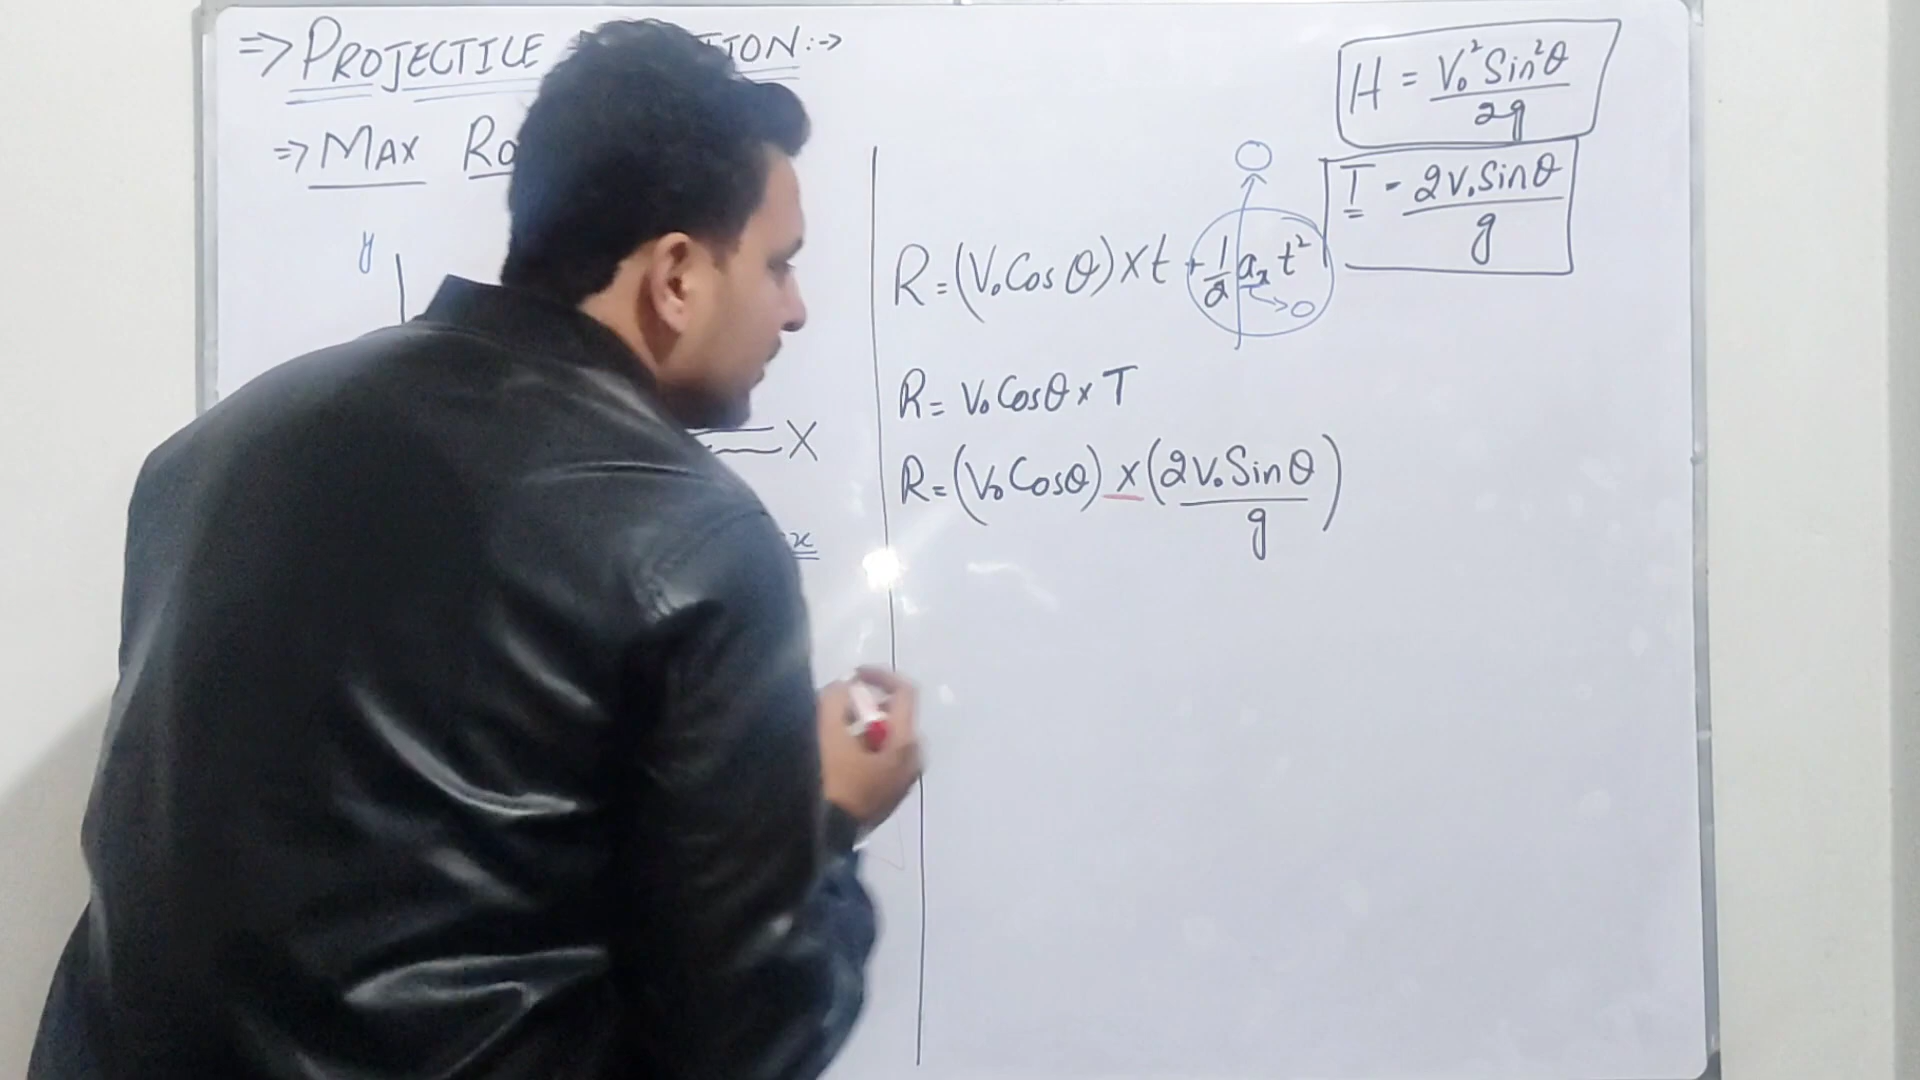 => PROJECTILE TION :->
=> MAX Ra
y
X
x
H = V₀² Sin²θ / 2g
T - 2V₀ Sinθ / g
O
R = (V₀ Cos θ) x t + 1/2 aₓ t²
-> O
R = V₀ Cosθ x T
R = (V₀ Cosθ) x (2V₀ Sinθ / g)